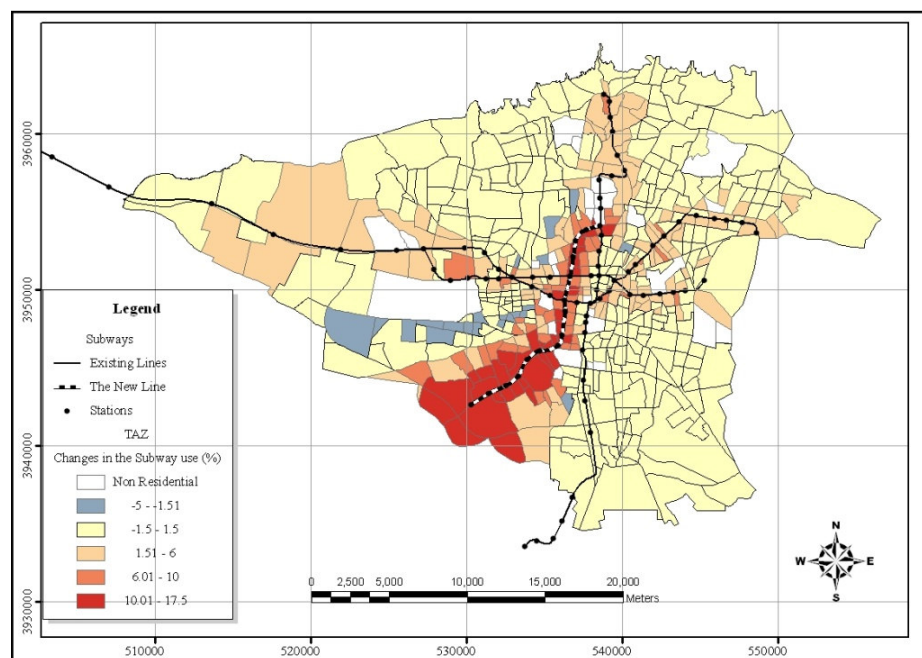 3960000
3950000
3940000
3930000
Legend
Subways
Existing Lines
The New Line
Stations
TAZ
Changes in the Subway use (%)
Non Residential
-5 - -1.51
-1.5 - 1.5
1.51 - 6
6.01 - 10
10.01 - 17.5
N
W E
S
0 2,500 5,000 10,000 15,000 20,000
Meters
510000 520000 530000 540000 550000